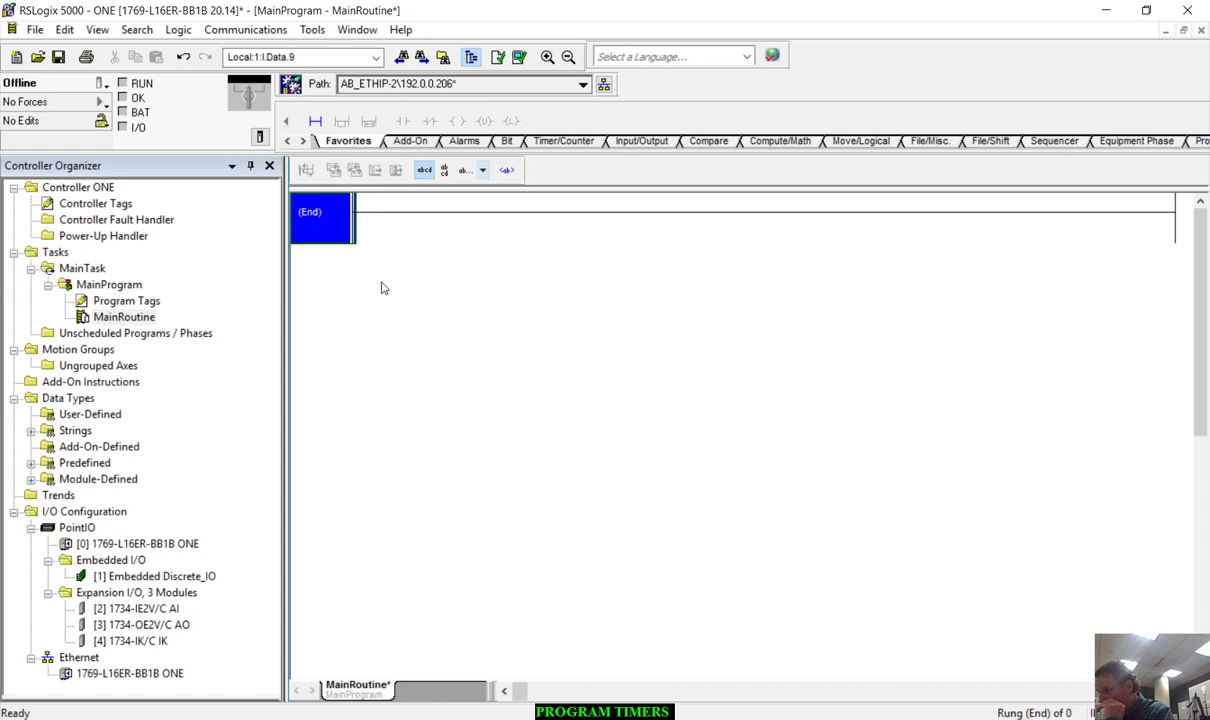 RSLogix 5000 - ONE [1769-L16ER-BB1B 20.14]* - [MainProgram - MainRoutine*]
File Edit View Search Logic Communications Tools Window Help
Local:1:I.Data.9
Select a Language...
Offline
RUN
No Forces
OK
No Edits
BAT
I/O
Path:
AB_ETHIP-2\192.0.0.206*
Favorites Add-On Alarms Bit Timer/Counter Input/Output Compare Compute/Math Move/Logical File/Misc. File/Shift Sequencer Equipment Phase Pro
Controller Organizer
Controller ONE
Controller Tags
Controller Fault Handler
Power-Up Handler
Tasks
MainTask
MainProgram
Program Tags
MainRoutine
Unscheduled Programs / Phases
Motion Groups
Ungrouped Axes
Add-On Instructions
Data Types
User-Defined
Strings
Add-On-Defined
Predefined
Module-Defined
Trends
I/O Configuration
PointIO
[0] 1769-L16ER-BB1B ONE
Embedded I/O
[1] Embedded Discrete_IO
Expansion I/O, 3 Modules
[2] 1734-IE2V/C AI
[3] 1734-OE2V/C AO
[4] 1734-IK/C IK
Ethernet
1769-L16ER-BB1B ONE
abcd
ab
cd
ab...
<ab>
(End)
MainRoutine*
MainProgram
Ready
PROGRAM TIMERS
Rung (End) of 0